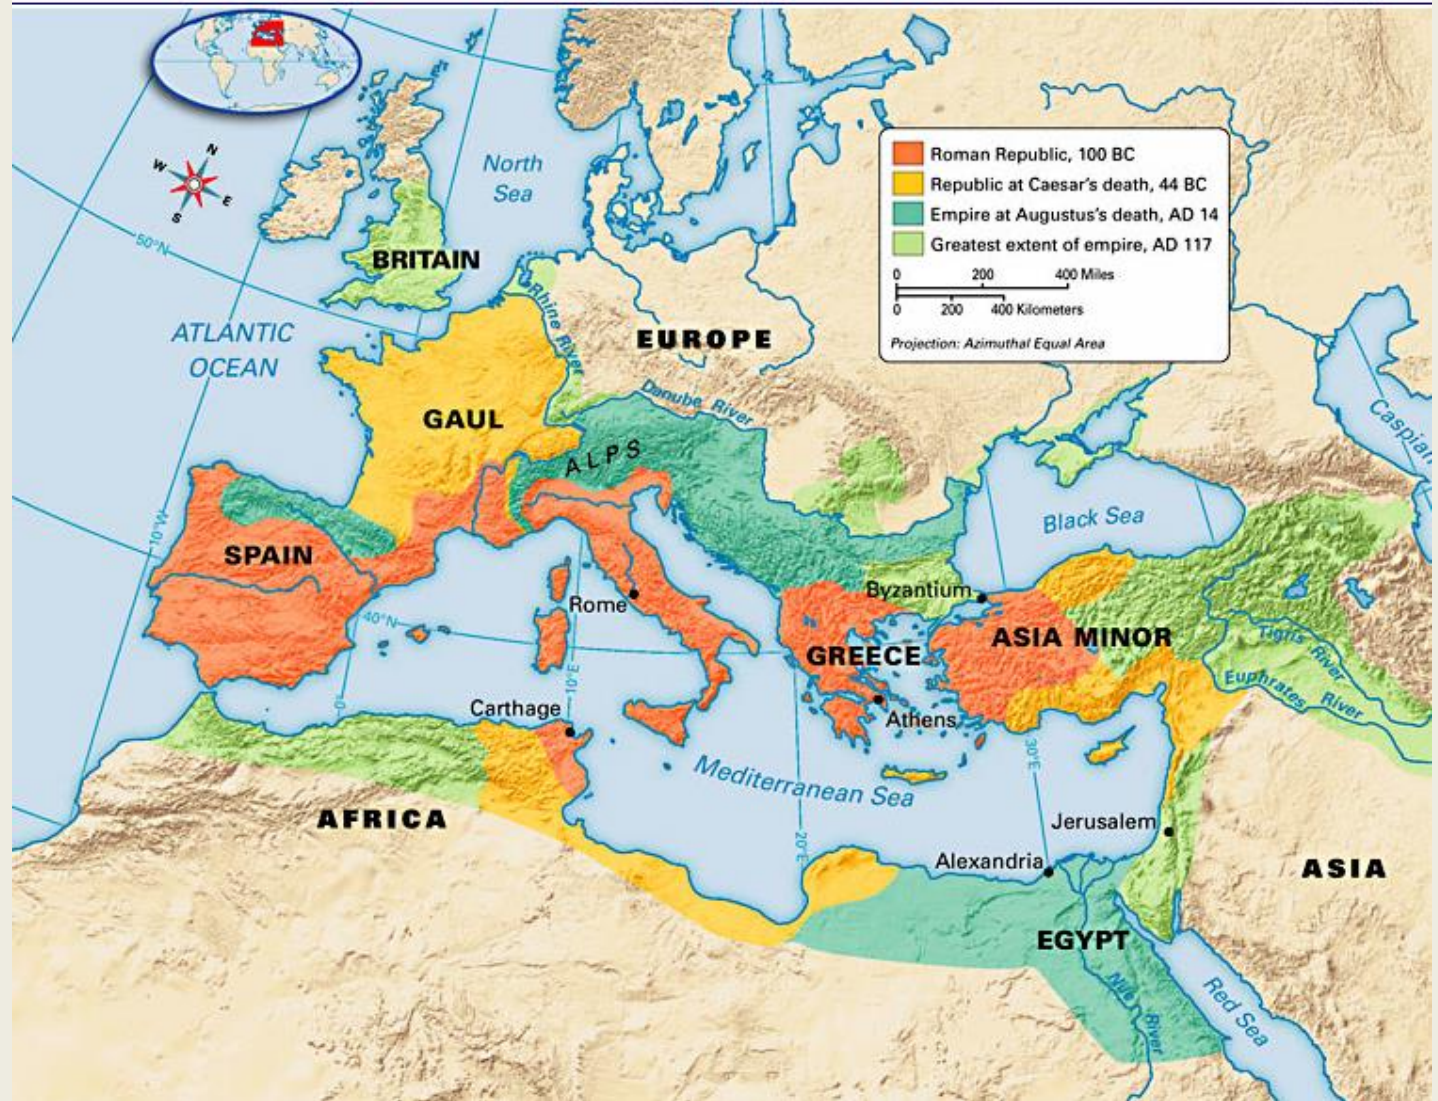 N
W
E
S
North
Sea
Roman Republic, 100 BC
Republic at Caesar's death, 44 BC
Empire at Augustus's death, AD 14
Greatest extent of empire, AD 117
0 200 400 Miles
0 200 400 Kilometers
Projection: Azimuthal Equal Area
50°N
BRITAIN
ATLANTIC
OCEAN
Rhine River
EUROPE
Danube River
GAUL
ALPS
Caspian
10°W
SPAIN
Black Sea
Byzantium
Rome
40°N
ASIA MINOR
GREECE
Tigris
River
Euphrates
River
10°E
0°
Carthage
Athens
30°E
Mediterranean Sea
AFRICA
20°E
Jerusalem
Alexandria
ASIA
EGYPT
Nile
River
Red Sea